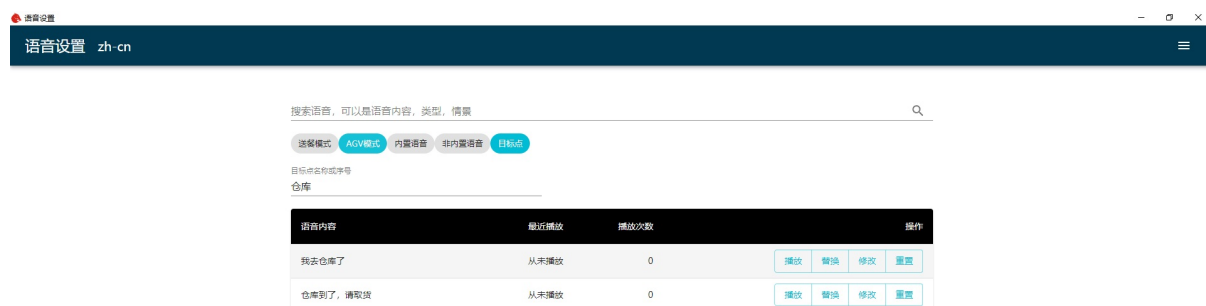 语音设置
语音设置 zh-cn
搜索语音，可以是语音内容，类型，情景
送餐模式 AGV模式 内置语音 非内置语音 目标点
目标点名称或序号
仓库
语音内容 最近播放 播放次数 操作
我去仓库了 从未播放 0 播放 替换 修改 重置
仓库到了，请取货 从未播放 0 播放 替换 修改 重置